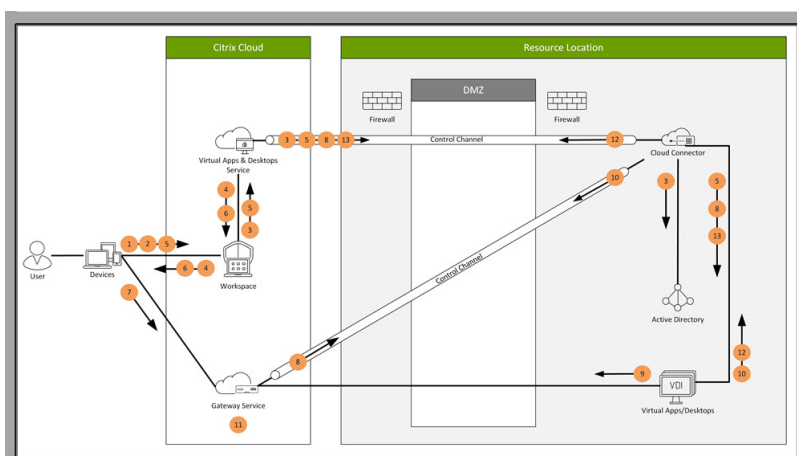 Citrix Cloud
Resource Location
DMZ
Firewall
Firewall
3 5 8 13
Control Channel
12
Virtual Apps & Desktops
Service
Cloud Connector
4
6
5
3
10
3
5
8
13
1 2 5
User
Devices
6 4
Workspace
Control Channel
7
Active Directory
8
12
10
9
VDI
Gateway Service
Virtual Apps/Desktops
11